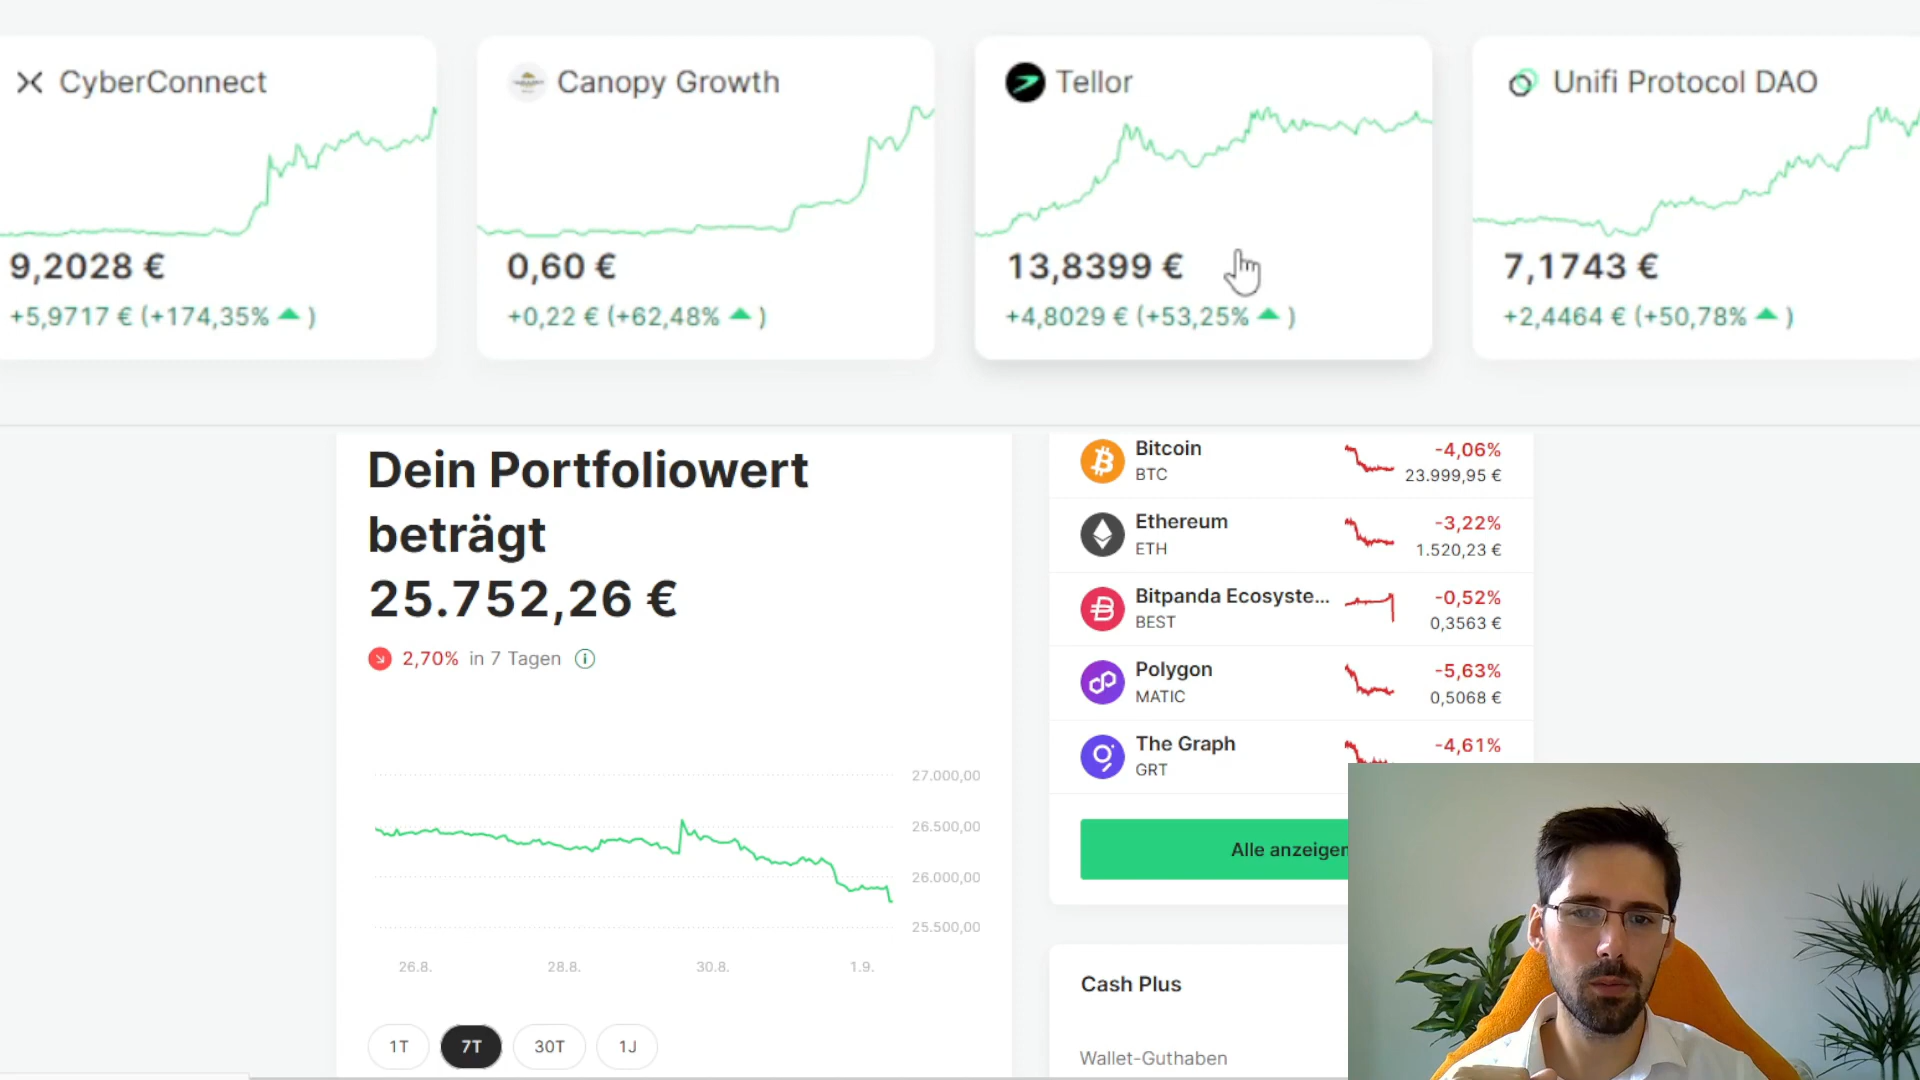 CyberConnect
9,2028 €
+5,9717 € (+174,35% ▲ )
Canopy Growth
0,60 €
+0,22 € (+62,48% ▲ )
Tellor
13,8399 €
+4,8029 € (+53,25% ▲ )
Unifi Protocol DAO
7,1743 €
+2,4464 € (+50,78% ▲ )
Dein Portfoliowert
beträgt
25.752,26 €
2,70% in 7 Tagen
27.000,00
26.500,00
26.000,00
25.500,00
26.8. 28.8. 30.8. 1.9.
1T 7T 30T 1J
Bitcoin -4,06%
BTC 23.999,95 €
Ethereum -3,22%
ETH 1.520,23 €
Bitpanda Ecosyste... -0,52%
BEST 0,3563 €
Polygon -5,63%
MATIC 0,5068 €
The Graph -4,61%
GRT
Alle anzeigen
Cash Plus
Wallet-Guthaben